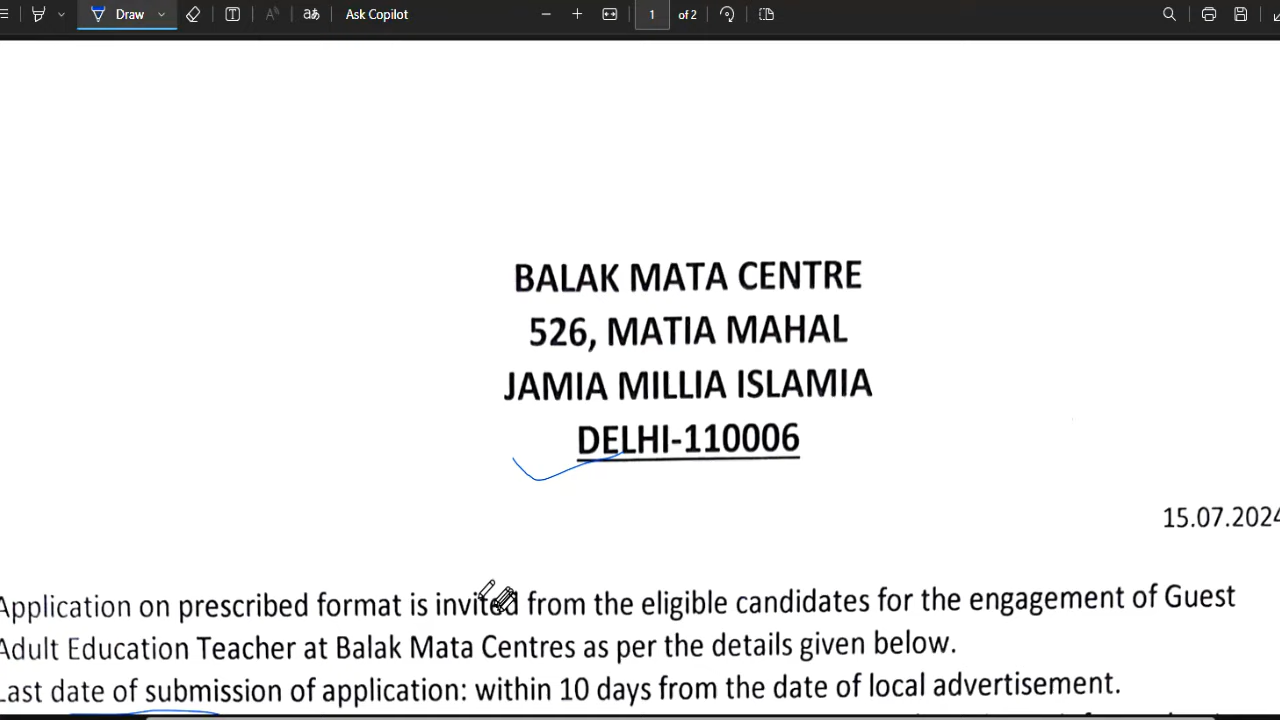 Draw
aあ
Ask Copilot
1 of 2
BALAK MATA CENTRE
526, MATIA MAHAL
JAMIA MILLIA ISLAMIA
DELHI-110006
15.07.2024
Application on prescribed format is invited from the eligible candidates for the engagement of Guest
Adult Education Teacher at Balak Mata Centres as per the details given below.
Last date of submission of application: within 10 days from the date of local advertisement.